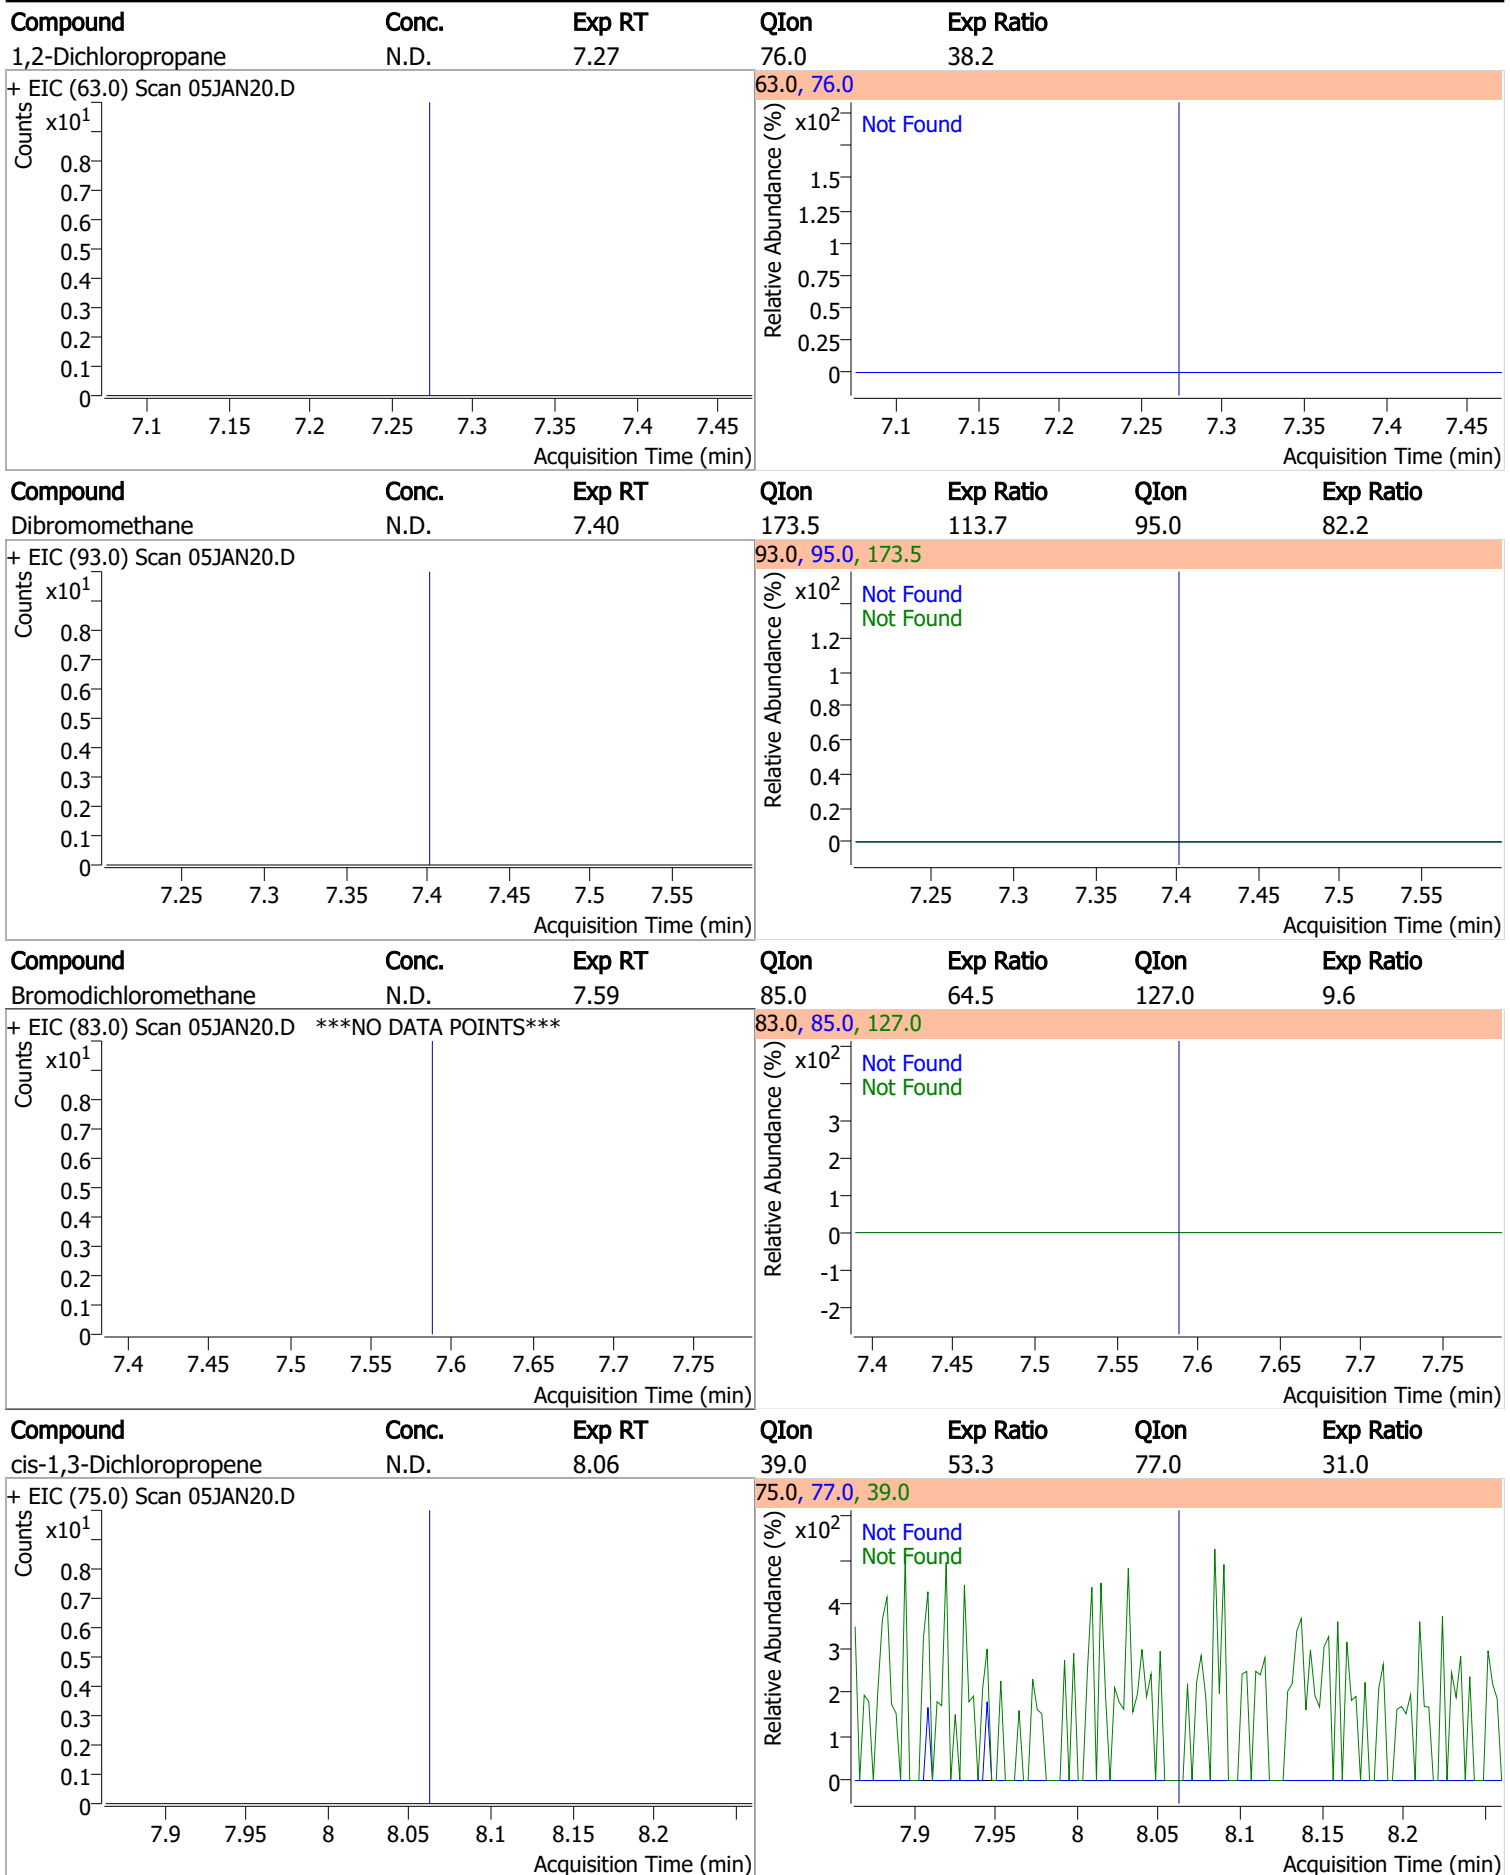 Compound Conc. Exp RT QIon Exp Ratio
1,2-Dichloropropane N.D. 7.27 76.0 38.2
+ EIC (63.0) Scan 05JAN20.D
Counts
x10¹
0.8
0.7
0.6
0.5
0.4
0.3
0.2
0.1
0
7.1 7.15 7.2 7.25 7.3 7.35 7.4 7.45
Acquisition Time (min)
63.0, 76.0
Relative Abundance (%)
x10²
Not Found
1.5
1.25
1
0.75
0.5
0.25
0
7.1 7.15 7.2 7.25 7.3 7.35 7.4 7.45
Acquisition Time (min)
Compound Conc. Exp RT QIon Exp Ratio QIon Exp Ratio
Dibromomethane N.D. 7.40 173.5 113.7 95.0 82.2
+ EIC (93.0) Scan 05JAN20.D
Counts
x10¹
0.8
0.7
0.6
0.5
0.4
0.3
0.2
0.1
0
7.25 7.3 7.35 7.4 7.45 7.5 7.55
Acquisition Time (min)
93.0, 95.0, 173.5
Relative Abundance (%)
x10²
Not Found
Not Found
1.2
1
0.8
0.6
0.4
0.2
0
7.25 7.3 7.35 7.4 7.45 7.5 7.55
Acquisition Time (min)
Compound Conc. Exp RT QIon Exp Ratio QIon Exp Ratio
Bromodichloromethane N.D. 7.59 85.0 64.5 127.0 9.6
+ EIC (83.0) Scan 05JAN20.D ***NO DATA POINTS***
Counts
x10¹
0.8
0.7
0.6
0.5
0.4
0.3
0.2
0.1
0
7.4 7.45 7.5 7.55 7.6 7.65 7.7 7.75
Acquisition Time (min)
83.0, 85.0, 127.0
Relative Abundance (%)
x10²
Not Found
Not Found
3
2
1
0
-1
-2
7.4 7.45 7.5 7.55 7.6 7.65 7.7 7.75
Acquisition Time (min)
Compound Conc. Exp RT QIon Exp Ratio QIon Exp Ratio
cis-1,3-Dichloropropene N.D. 8.06 39.0 53.3 77.0 31.0
+ EIC (75.0) Scan 05JAN20.D
Counts
x10¹
0.8
0.7
0.6
0.5
0.4
0.3
0.2
0.1
0
7.9 7.95 8 8.05 8.1 8.15 8.2
Acquisition Time (min)
75.0, 77.0, 39.0
Relative Abundance (%)
x10²
Not Found
Not Found
4
3
2
1
0
7.9 7.95 8 8.05 8.1 8.15 8.2
Acquisition Time (min)